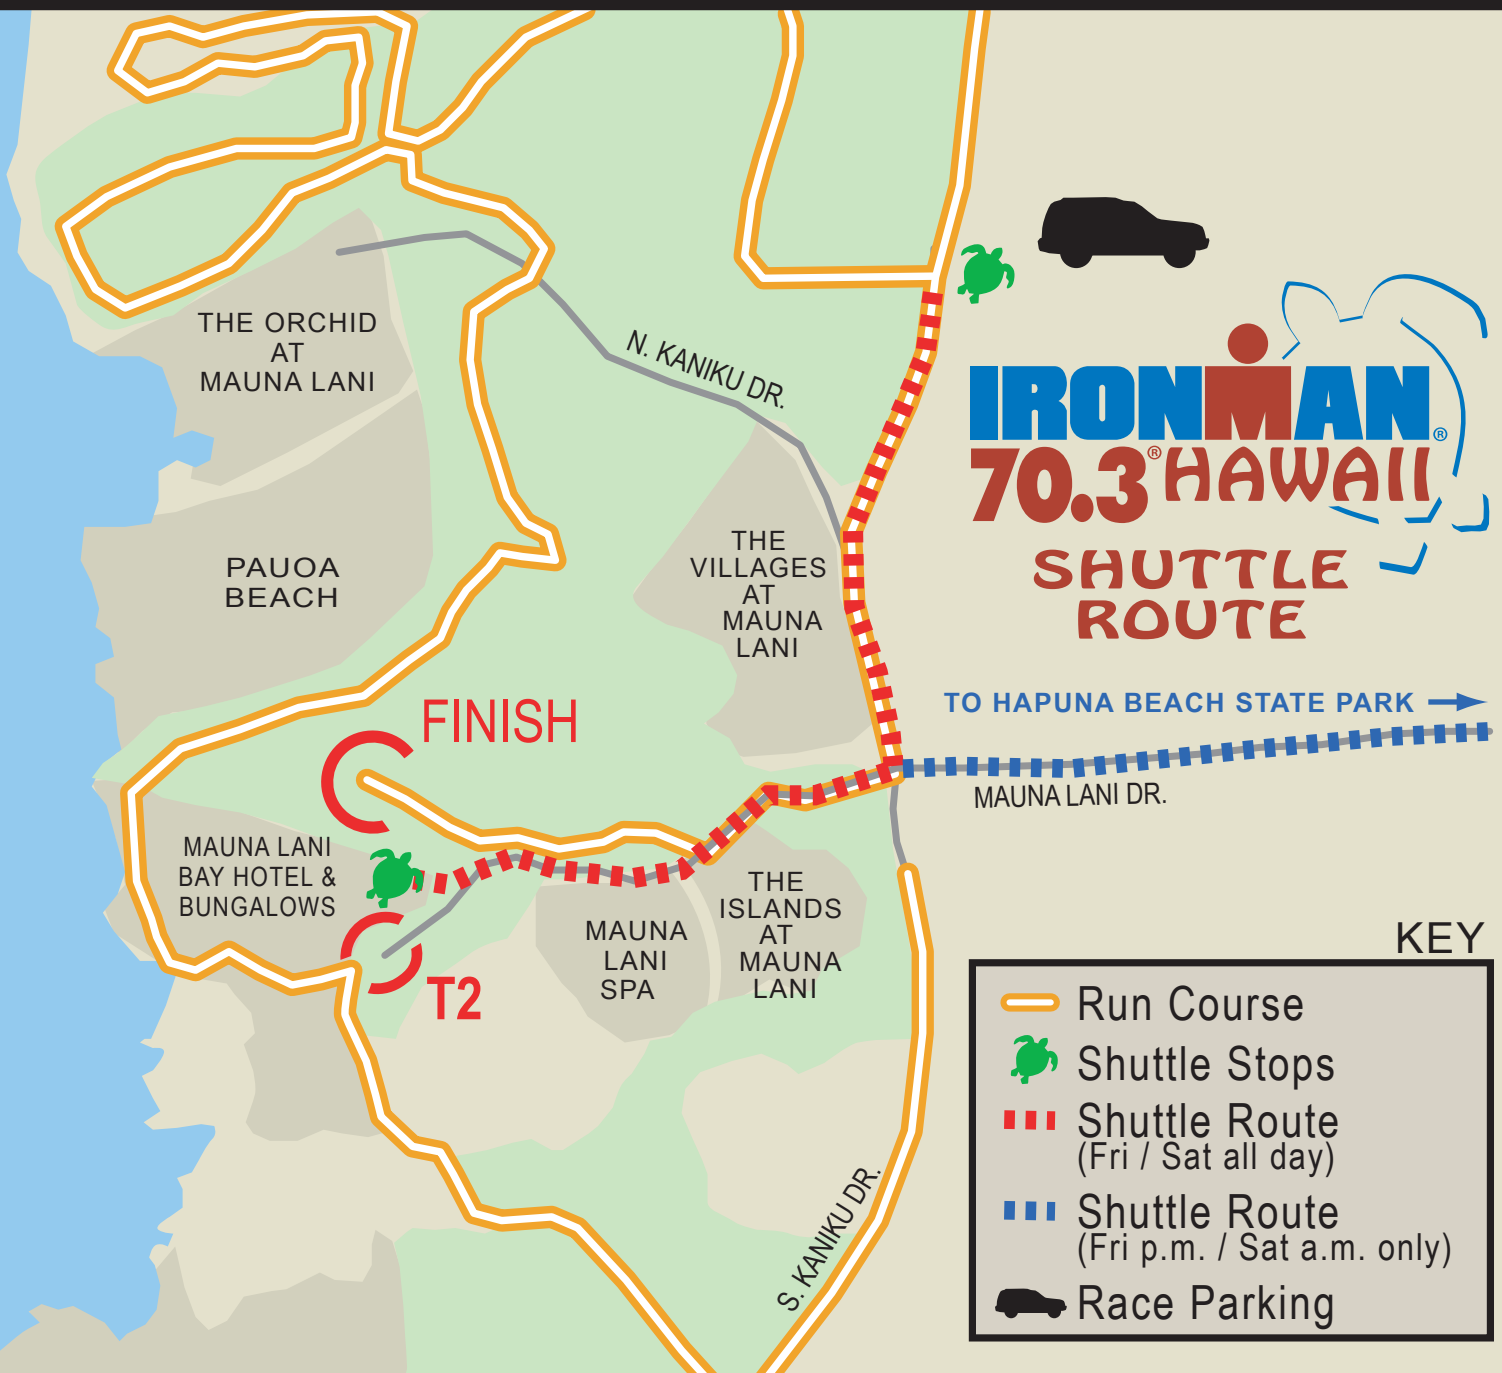 THE ORCHID
AT
MAUNA LANI
N. KANIKU DR.
IRONMAN®
70.3® HAWAII
SHUTTLE
ROUTE
PAUOA
BEACH
THE
VILLAGES
AT
MAUNA
LANI
TO HAPUNA BEACH STATE PARK
FINISH
MAUNA LANI DR.
MAUNA LANI
BAY HOTEL &
BUNGALOWS
THE
ISLANDS
AT
MAUNA
LANI
MAUNA
LANI
SPA
T2
S. KANIKU DR.
KEY
Run Course
Shuttle Stops
Shuttle Route
(Fri / Sat all day)
Shuttle Route
(Fri p.m. / Sat a.m. only)
Race Parking